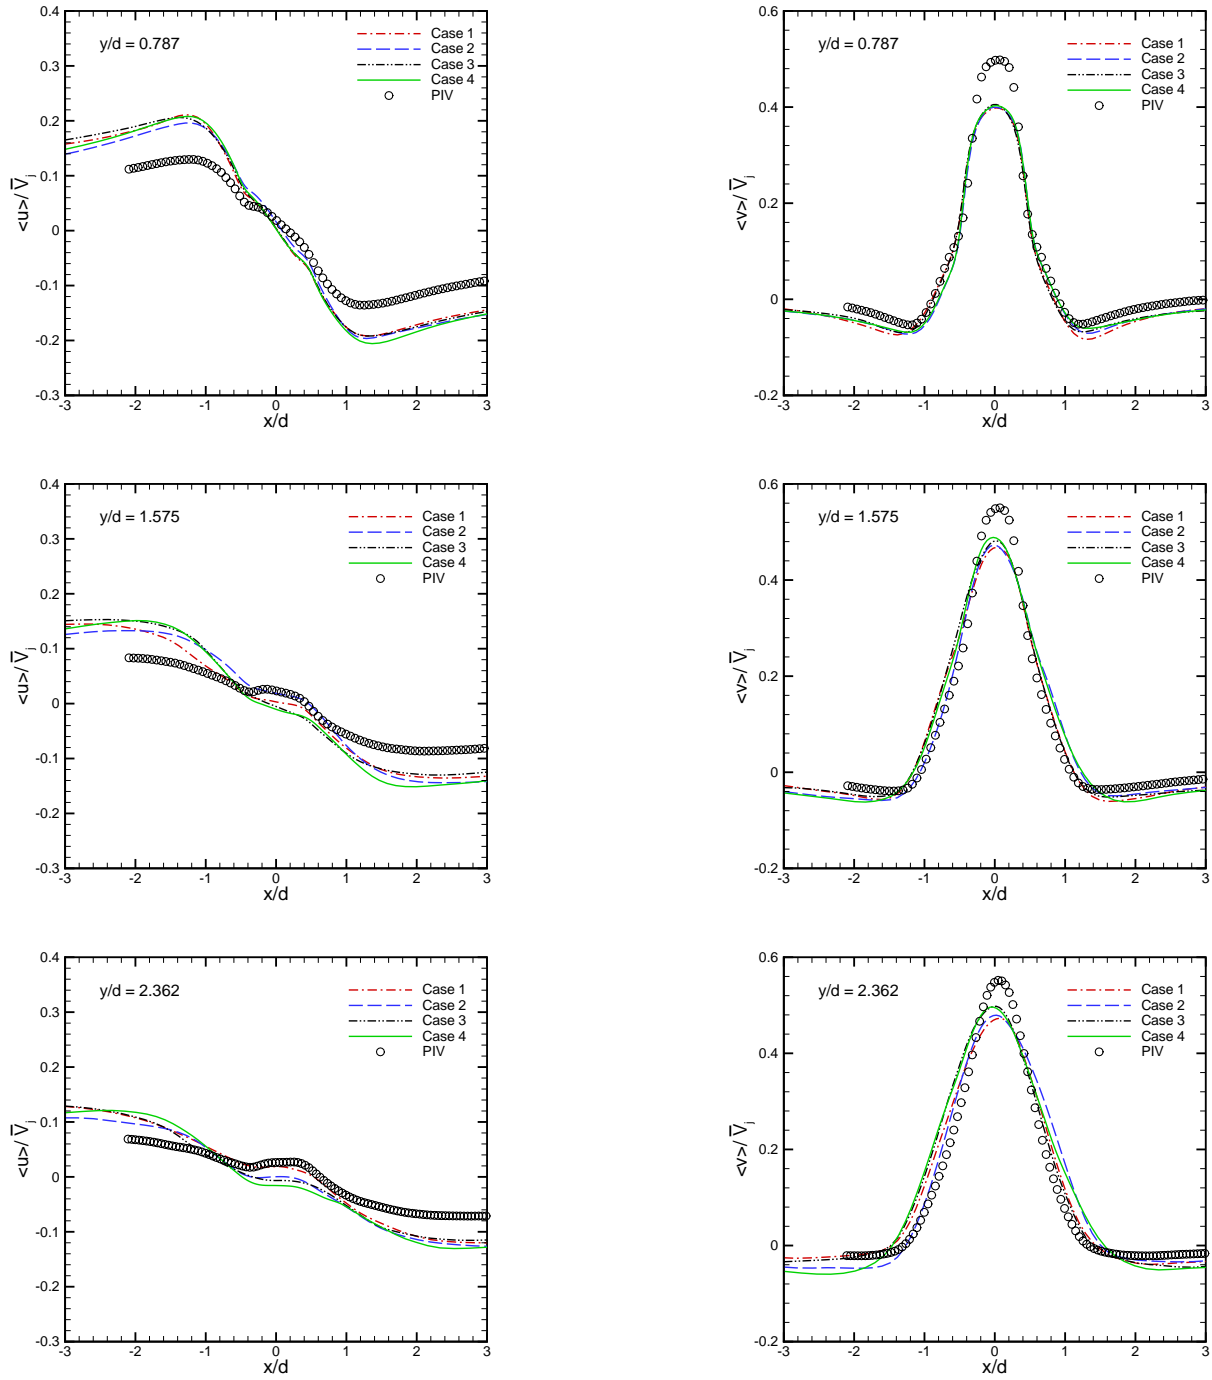 0.4
0.3
0.2
0.1
0
-0.1
-0.2
-0.3
-3 -2 -1 0 1 2 3
x/d
<u>/ V̅j
y/d = 0.787
Case 1
Case 2
Case 3
Case 4
PIV
0.6
0.4
0.2
0
-0.2
-3 -2 -1 0 1 2 3
x/d
<v>/ V̅j
y/d = 0.787
Case 1
Case 2
Case 3
Case 4
PIV
0.4
0.3
0.2
0.1
0
-0.1
-0.2
-0.3
-3 -2 -1 0 1 2 3
x/d
<u>/ V̅j
y/d = 1.575
Case 1
Case 2
Case 3
Case 4
PIV
0.6
0.4
0.2
0
-0.2
-3 -2 -1 0 1 2 3
x/d
<v>/ V̅j
y/d = 1.575
Case 1
Case 2
Case 3
Case 4
PIV
0.4
0.3
0.2
0.1
0
-0.1
-0.2
-0.3
-3 -2 -1 0 1 2 3
x/d
<u>/ V̅j
y/d = 2.362
Case 1
Case 2
Case 3
Case 4
PIV
0.6
0.4
0.2
0
-0.2
-3 -2 -1 0 1 2 3
x/d
<v>/ V̅j
y/d = 2.362
Case 1
Case 2
Case 3
Case 4
PIV